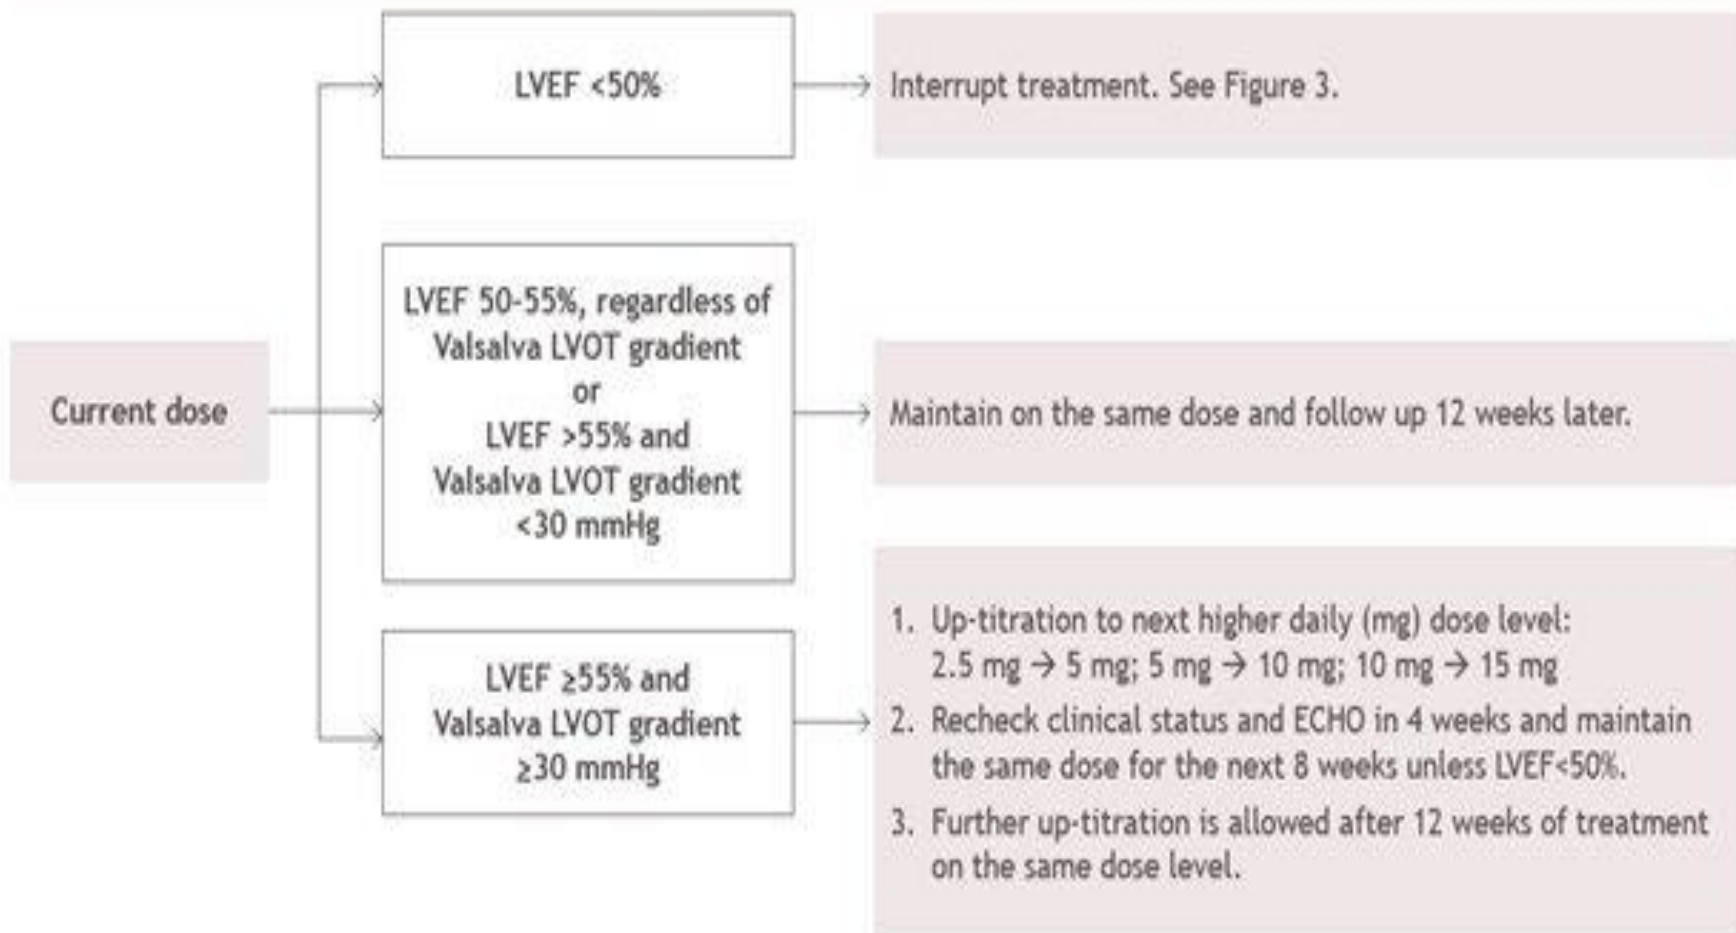 LVEF <50%
Interrupt treatment. See Figure 3.
Current dose
LVEF 50-55%, regardless of
Valsalva LVOT gradient
or
LVEF >55% and
Valsalva LVOT gradient
<30 mmHg
Maintain on the same dose and follow up 12 weeks later.
LVEF ≥55% and
Valsalva LVOT gradient
≥30 mmHg
1. Up-titration to next higher daily (mg) dose level:
2.5 mg → 5 mg; 5 mg → 10 mg; 10 mg → 15 mg
2. Recheck clinical status and ECHO in 4 weeks and maintain
the same dose for the next 8 weeks unless LVEF<50%.
3. Further up-titration is allowed after 12 weeks of treatment
on the same dose level.